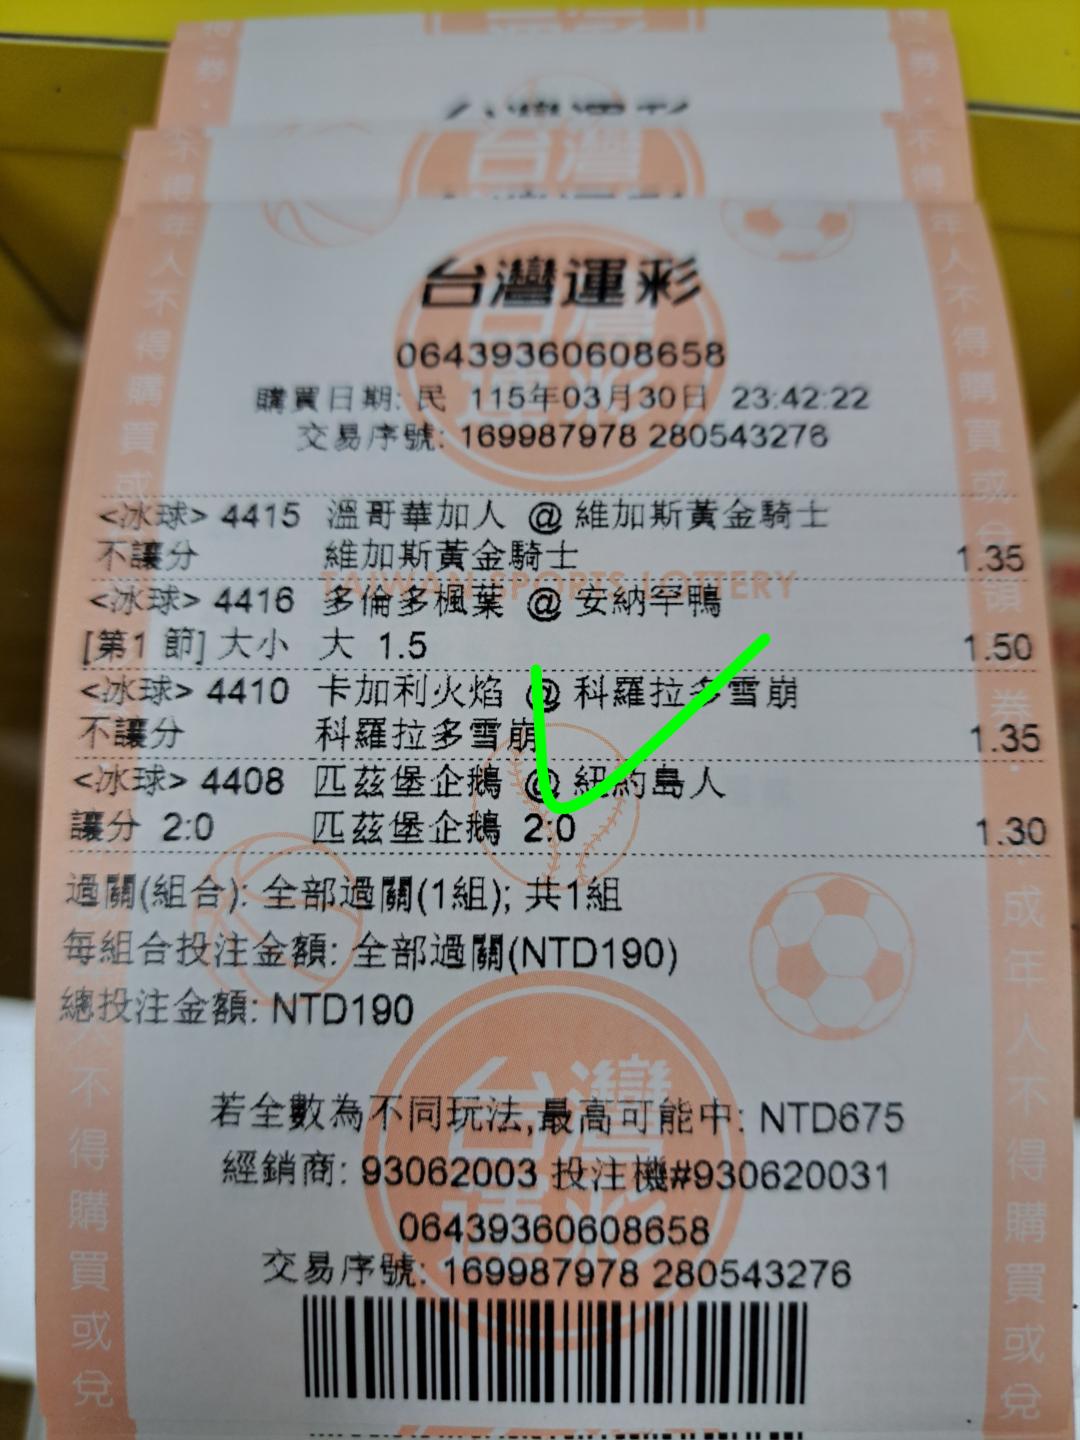 台灣運彩
06439360608658
購買日期: 民 115年03月30日 23:42:22
交易序號: 169987978 280543276
<冰球> 4415 溫哥華加人 @ 維加斯黃金騎士
不讓分 維加斯黃金騎士 1.35
TAIWAN SPORTS LOTTERY
<冰球> 4416 多倫多楓葉 @ 安納罕鴨
[第1 節] 大小 大 1.5 1.50
<冰球> 4410 卡加利火焰 @ 科羅拉多雪崩
不讓分 科羅拉多雪崩 1.35
<冰球> 4408 匹茲堡企鵝 @ 紐約島人
讓分 2:0 匹茲堡企鵝 2:0 1.30
過關(組合): 全部過關(1組); 共1組
每組合投注金額: 全部過關(NTD190)
總投注金額: NTD190
若全數為不同玩法,最高可能中: NTD675
經銷商: 93062003 投注機#930620031
06439360608658
交易序號: 169987978 280543276